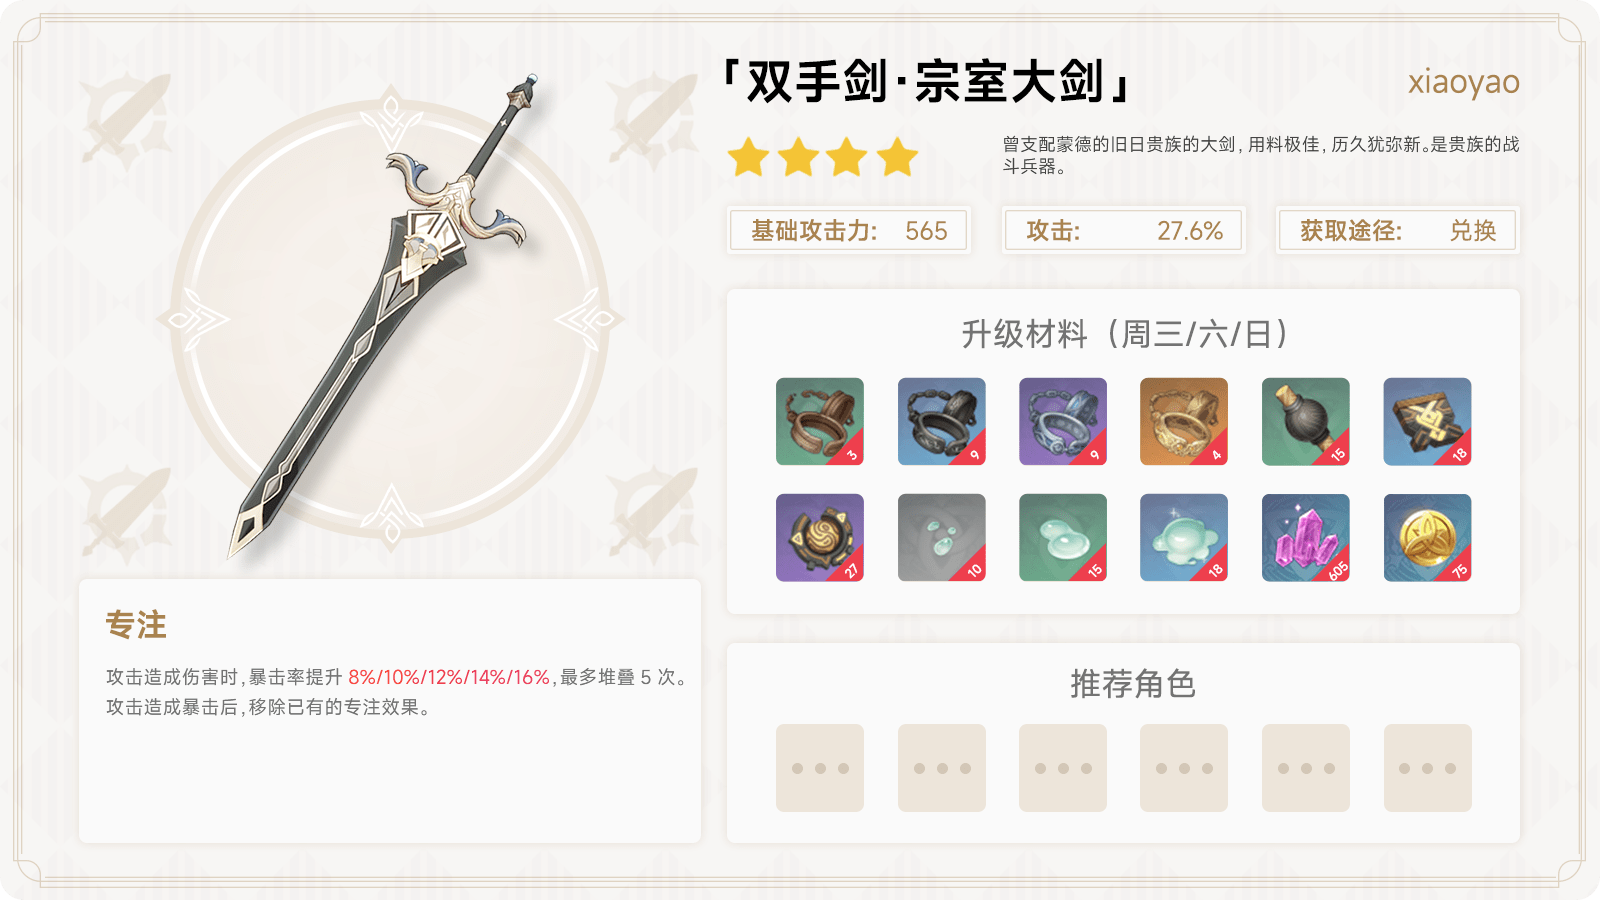 「双手剑·宗室大剑」
xiaoyao
曾支配蒙德的旧日贵族的大剑，用料极佳，历久犹弥新。是贵族的战
斗兵器。
基础攻击力: 565
攻击: 27.6%
获取途径: 兑换
升级材料（周三/六/日）
3
9
9
4
15
18
27
10
15
18
605
75
专注
攻击造成伤害时，暴击率提升 8%/10%/12%/14%/16%，最多堆叠 5 次。
攻击造成暴击后，移除已有的专注效果。
推荐角色